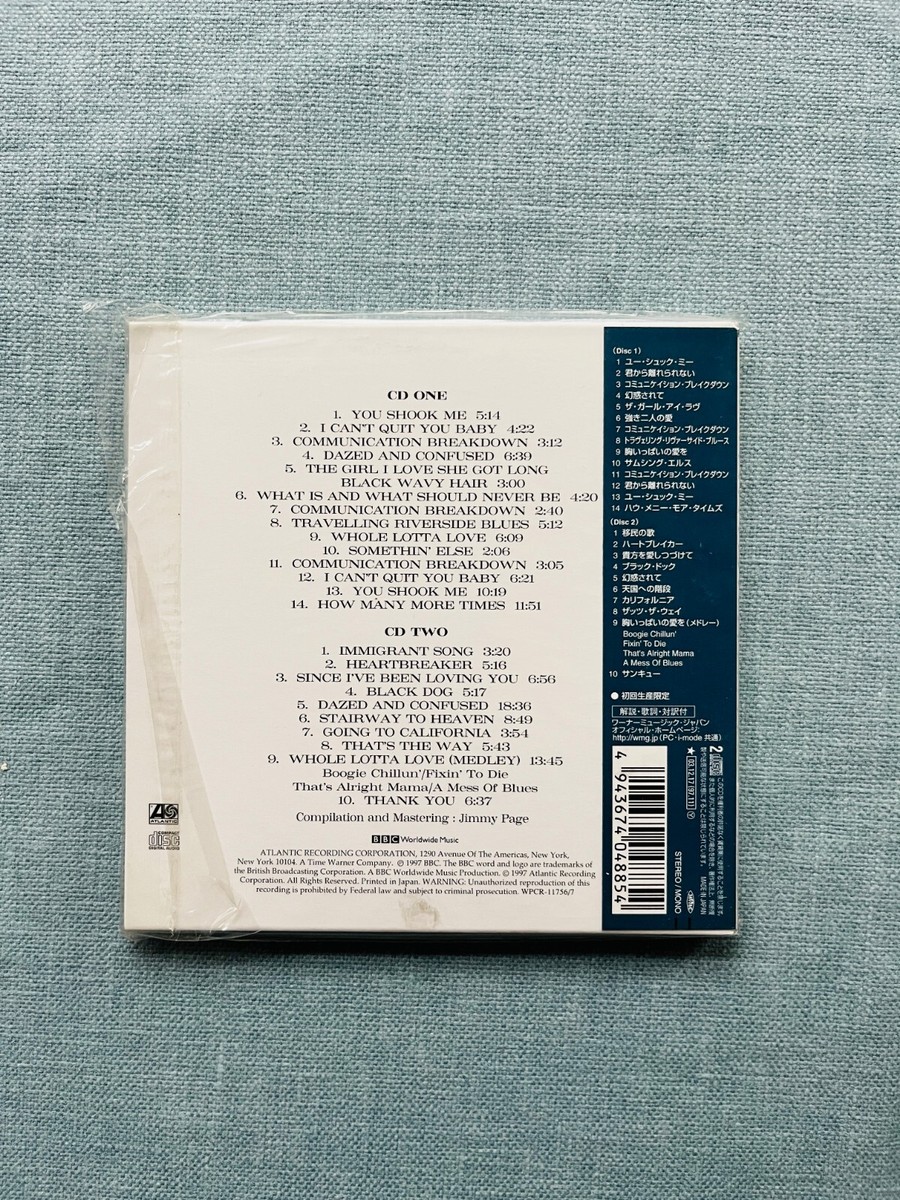 CD ONE
1. YOU SHOOK ME 5:14
2. I CAN'T QUIT YOU BABY 4:22
3. COMMUNICATION BREAKDOWN 3:12
4. DAZED AND CONFUSED 6:39
5. THE GIRL I LOVE SHE GOT LONG
BLACK WAVY HAIR 3:00
6. WHAT IS AND WHAT SHOULD NEVER BE 4:20
7. COMMUNICATION BREAKDOWN 2:40
8. TRAVELLING RIVERSIDE BLUES 5:12
9. WHOLE LOTTA LOVE 6:09
10. SOMETHIN' ELSE 2:06
11. COMMUNICATION BREAKDOWN 3:05
12. I CAN'T QUIT YOU BABY 6:21
13. YOU SHOOK ME 10:19
14. HOW MANY MORE TIMES 11:51
CD TWO
1. IMMIGRANT SONG 3:20
2. HEARTBREAKER 5:16
3. SINCE I'VE BEEN LOVING YOU 6:56
4. BLACK DOG 5:17
5. DAZED AND CONFUSED 18:36
6. STAIRWAY TO HEAVEN 8:49
7. GOING TO CALIFORNIA 3:54
8. THAT'S THE WAY 5:43
9. WHOLE LOTTA LOVE (MEDLEY) 13:45
Boogie Chillun'/Fixin' To Die
That's Alright Mama/A Mess Of Blues
10. THANK YOU 6:37
Compilation and Mastering : Jimmy Page
BBC Worldwide Music
ATLANTIC RECORDING CORPORATION, 1290 Avenue Of The Americas, New York,
New York 10104. A Time Warner Company. ℗ 1997 BBC. The BBC word and logo are trademarks of
the British Broadcasting Corporation. A BBC Worldwide Music Production. © 1997 Atlantic Recording
Corporation. All Rights Reserved. Printed in Japan. WARNING: Unauthorized reproduction of this
recording is prohibited by Federal law and subject to criminal prosecution. WPCR-11756/7
ATLANTIC
COMPACT
disc
DIGITAL AUDIO
(Disc 1)
1 ユー・シュック・ミー
2 君から離れられない
3 コミュニケイション・ブレイクダウン
4 幻惑されて
5 ザ・ガール・アイ・ラヴ
6 強き二人の愛
7 コミュニケイション・ブレイクダウン
8 トラヴェリング・リヴァーサイド・ブルース
9 胸いっぱいの愛を
10 サムシング・エルス
11 コミュニケイション・ブレイクダウン
12 君から離れられない
13 ユー・シュック・ミー
14 ハウ・メニー・モア・タイムズ
(Disc 2)
1 移民の歌
2 ハートブレイカー
3 貴方を愛しつづけて
4 ブラック・ドッグ
5 幻惑されて
6 天国への階段
7 カリフォルニア
8 ザッツ・ザ・ウェイ
9 胸いっぱいの愛を(メドレー)
Boogie Chillun'
Fixin' To Die
That's Alright Mama
A Mess Of Blues
10 サンキュー
● 初回生産限定
解説・歌詞・対訳付
ワーナーミュージック・ジャパン
オフィシャル・ホームページ:
http://wmg.jp (PC・i-mode 共通)
4 943674 048854
STEREO/MONO
★ 03.12.17 (97.11) Ⓨ
2
MADE IN JAPAN